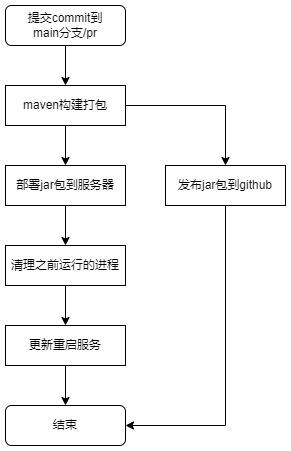 提交commit到
main分支/pr
maven构建打包
部署jar包到服务器
发布jar包到github
清理之前运行的进程
更新重启服务
结束